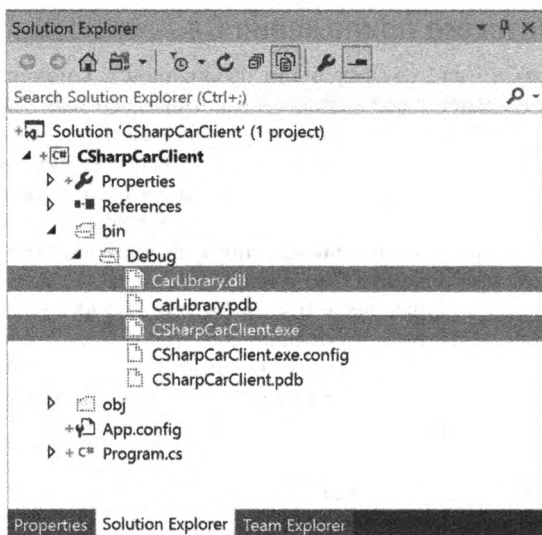 Solution Explorer
Search Solution Explorer (Ctrl+;)
Solution 'CSharpCarClient' (1 project)
C# CSharpCarClient
Properties
References
bin
Debug
CarLibrary.dll
CarLibrary.pdb
CSharpCarClient.exe
CSharpCarClient.exe.config
CSharpCarClient.pdb
obj
App.config
C# Program.cs
Properties Solution Explorer Team Explorer